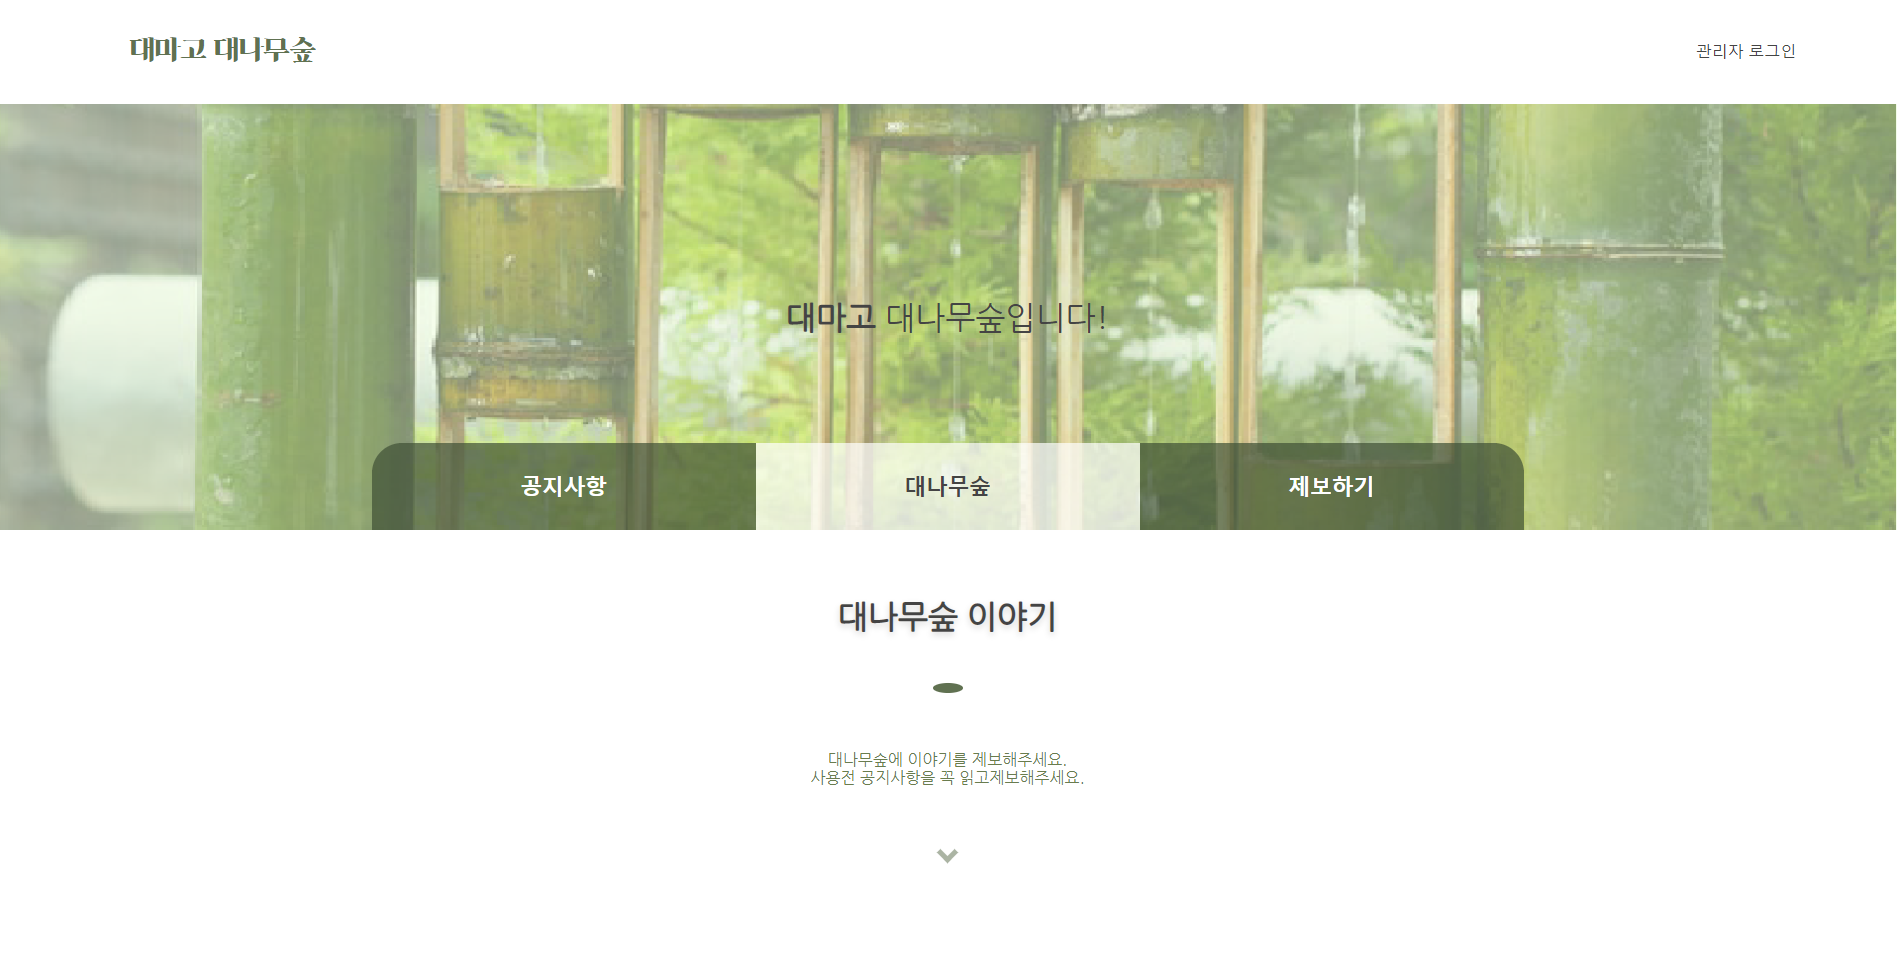 대마고 대나무숲
관리자 로그인
대마고 대나무숲입니다!
공지사항
대나무숲
제보하기
대나무숲 이야기
대나무숲에 이야기를 제보해주세요.
사용전 공지사항을 꼭 읽고제보해주세요.